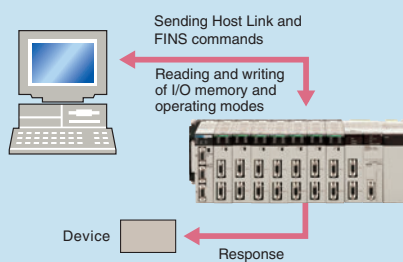 Sending Host Link and
FINS commands
Reading and writing
of I/O memory and
operating modes
Device
Response